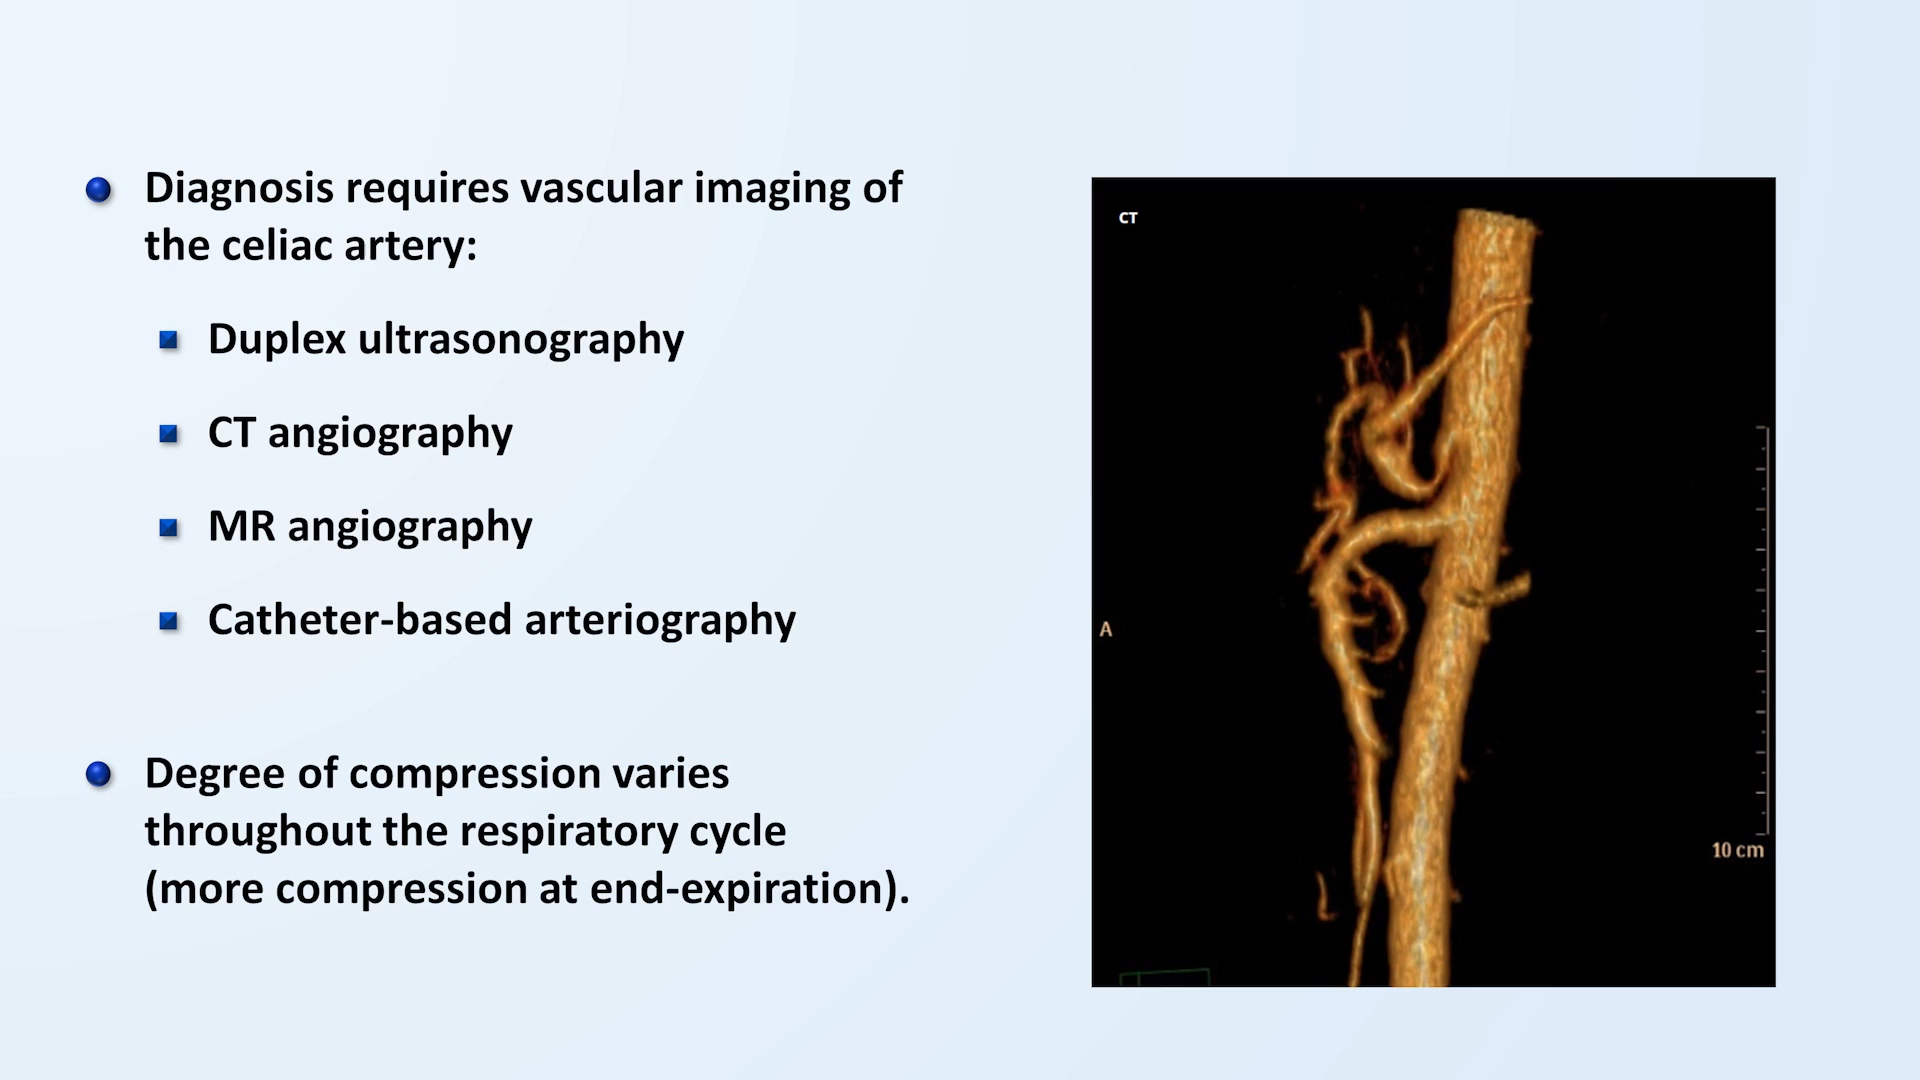 Diagnosis requires vascular imaging of
the celiac artery:
Duplex ultrasonography
CT angiography
MR angiography
Catheter-based arteriography
Degree of compression varies
throughout the respiratory cycle
(more compression at end-expiration).
CT
A
10 cm